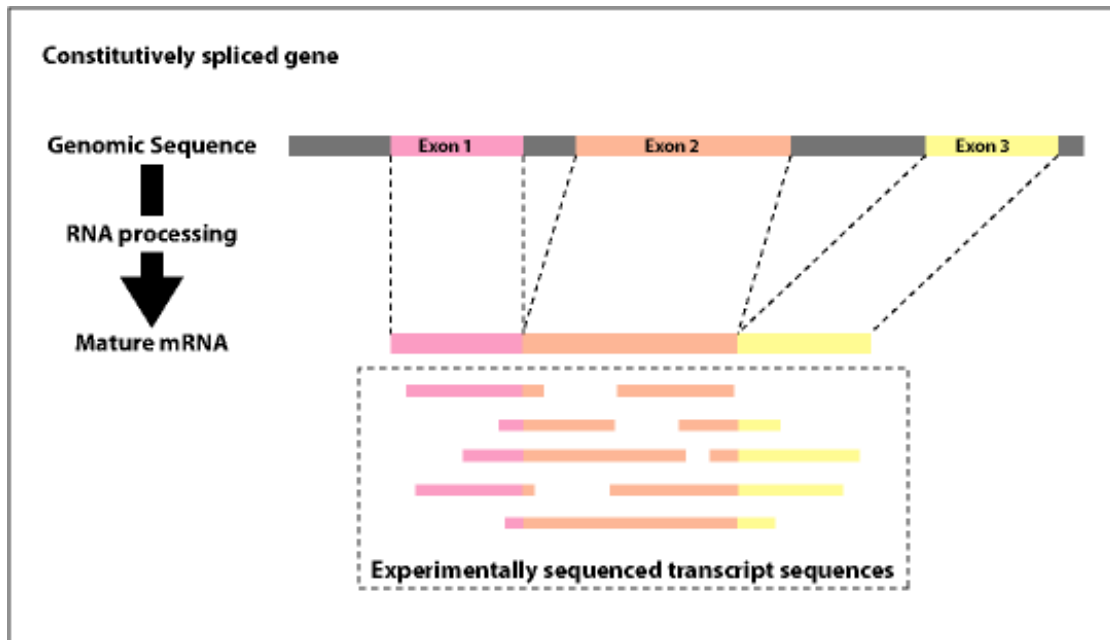 Constitutively spliced gene
Genomic Sequence
Exon 1
Exon 2
Exon 3
RNA processing
Mature mRNA
Experimentally sequenced transcript sequences